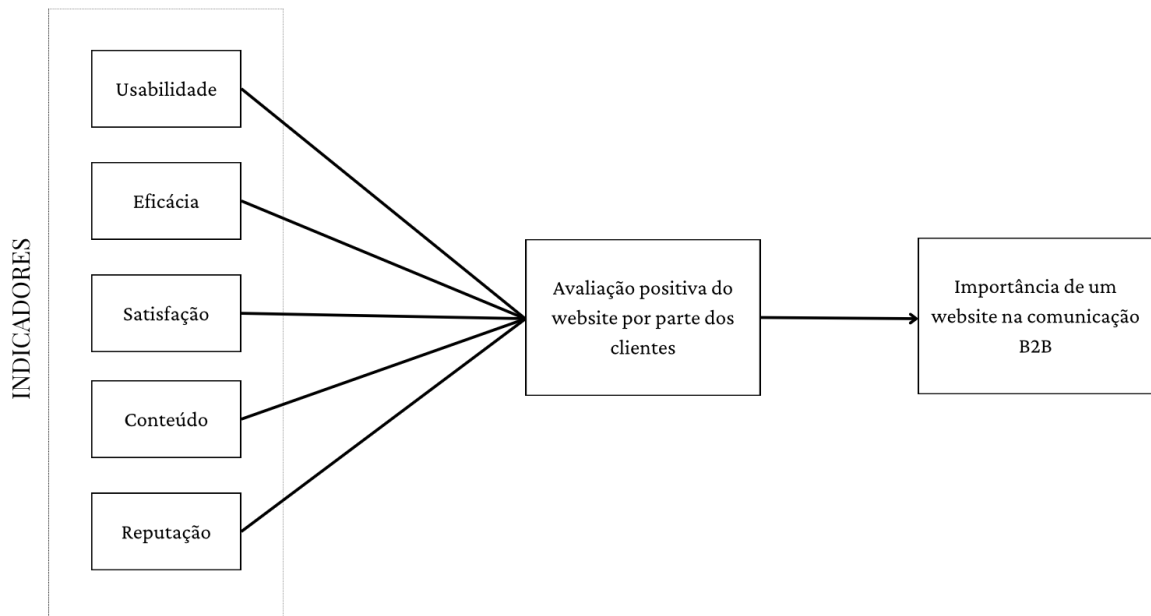 INDICADORES
Usabilidade
Eficácia
Satisfação
Conteúdo
Reputação
Avaliação positiva do
website por parte dos
clientes
Importância de um
website na comunicação
B2B